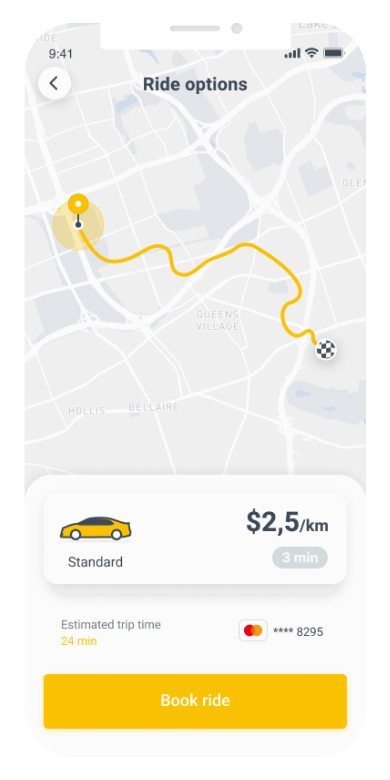 LAKE
IDE
9:41
Ride options
GLEN
QUEENS
VILLAGE
HOLLIS
BELLAIRE
$2,5/km
3 min
Standard
Estimated trip time
24 min
**** 8295
Book ride